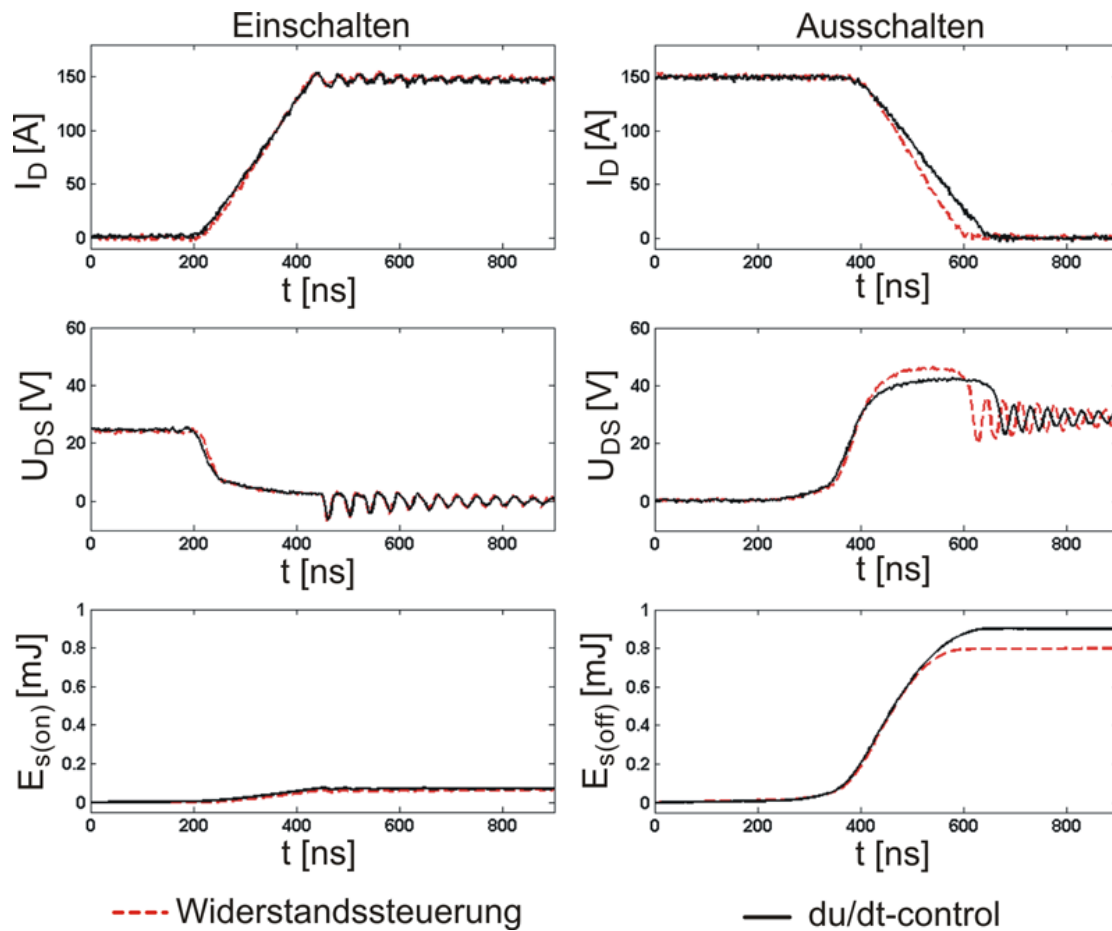 Einschalten
Ausschalten
I_D [A]
150
100
50
0
0 200 400 600 800
t [ns]
I_D [A]
150
100
50
0
0 200 400 600 800
t [ns]
U_DS [V]
60
40
20
0
0 200 400 600 800
t [ns]
U_DS [V]
60
40
20
0
0 200 400 600 800
t [ns]
E_s(on) [mJ]
1
0.8
0.6
0.4
0.2
0
0 200 400 600 800
t [ns]
E_s(off) [mJ]
1
0.8
0.6
0.4
0.2
0
0 200 400 600 800
t [ns]
Widerstandssteuerung
du/dt-control